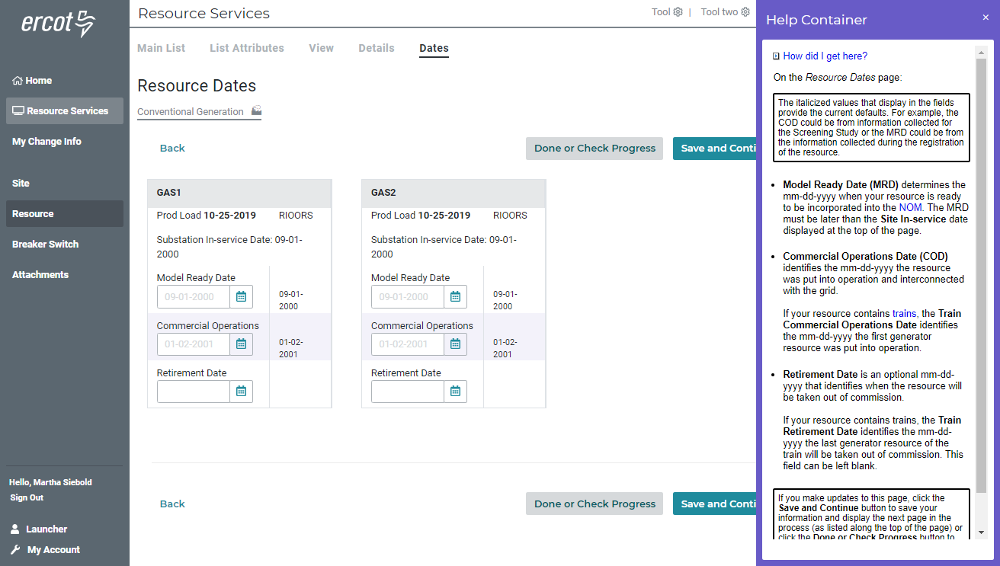 ercot
Home
Resource Services
My Change Info
Site
Resource
Breaker Switch
Attachments
Hello, Martha Siebold
Sign Out
Launcher
My Account
Resource Services
Tool | Tool two
Main List List Attributes View Details Dates
Resource Dates
Conventional Generation
Back Done or Check Progress Save and Conti
GAS1
Prod Load 10-25-2019 RIOORS
Substation In-service Date: 09-01-
2000
Model Ready Date
09-01-2000
09-01-
2000
Commercial Operations
01-02-2001
01-02-
2001
Retirement Date
GAS2
Prod Load 10-25-2019 RIOORS
Substation In-service Date: 09-01-
2000
Model Ready Date
09-01-2000
09-01-
2000
Commercial Operations
01-02-2001
01-02-
2001
Retirement Date
Back Done or Check Progress Save and Conti
Help Container ×
How did I get here?
On the Resource Dates page:
The italicized values that display in the fields
provide the current defaults. For example, the
COD could be from information collected for
the Screening Study or the MRD could be from
the information collected during the registration
of the resource.
• Model Ready Date (MRD) determines the
mm-dd-yyyy when your resource is ready
to be incorporated into the NOM. The MRD
must be later than the Site In-service date
displayed at the top of the page.
• Commercial Operations Date (COD)
identifies the mm-dd-yyyy the resource
was put into operation and interconnected
with the grid.
If your resource contains trains, the Train
Commercial Operations Date identifies
the mm-dd-yyyy the first generator
resource was put into operation.
• Retirement Date is an optional mm-dd-
yyyy that identifies when the resource will
be taken out of commission.
If your resource contains trains, the Train
Retirement Date identifies the mm-dd-
yyyy the last generator resource of the
train will be taken out of commission. This
field can be left blank.
If you make updates to this page, click the
Save and Continue button to save your
information and display the next page in the
process (as listed along the top of the page) or
click the Done or Check Progress button to